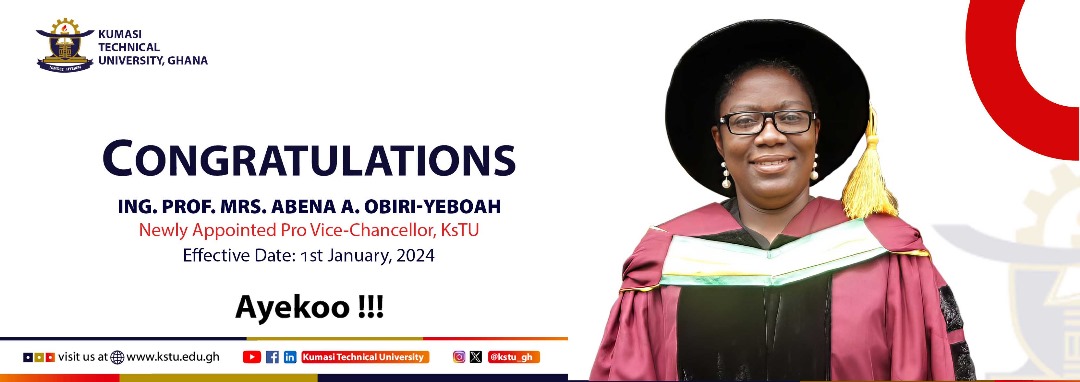 KUMASI
TECHNICAL
UNIVERSITY, GHANA
CONGRATULATIONS
ING. PROF. MRS. ABENA A. OBIRI-YEBOAH
Newly Appointed Pro Vice-Chancellor, KsTU
Effective Date: 1st January, 2024
Ayekoo !!!
visit us at www.kstu.edu.gh
Kumasi Technical University
@kstu_gh